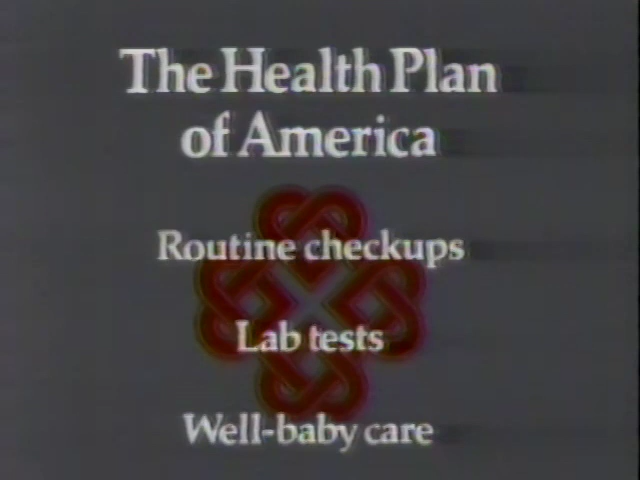 The Health Plan
of America
Routine checkups
Lab tests
Well-baby care